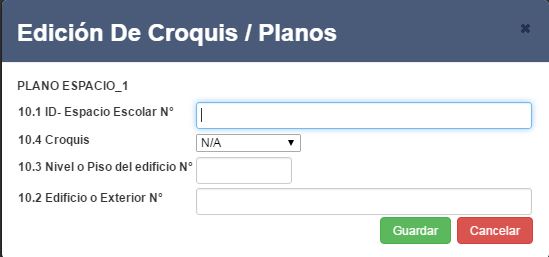 Edición De Croquis / Planos ×
PLANO ESPACIO_1
10.1 ID- Espacio Escolar N°
10.4 Croquis N/A
10.3 Nivel o Piso del edificio N°
10.2 Edificio o Exterior N°
Guardar Cancelar